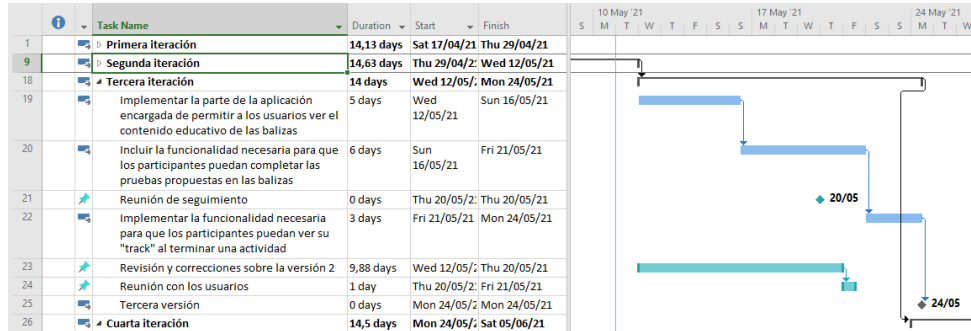 10 May '21 17 May '21 24 May '21
Task Name Duration Start Finish S M T W T F S S M T W T F S S M T W T
1 Primera iteración 14,13 days Sat 17/04/21 Thu 29/04/21
9 Segunda iteración 14,63 days Thu 29/04/2: Wed 12/05/21
18 Tercera iteración 14 days Wed 12/05/: Mon 24/05/21
19 Implementar la parte de la aplicación 5 days Wed Sun 16/05/21
encargada de permitir a los usuarios ver el 12/05/21
contenido educativo de las balizas
20 Incluir la funcionalidad necesaria para que 6 days Sun Fri 21/05/21
los participantes puedan completar las 16/05/21
pruebas propuestas en las balizas
21 Reunión de seguimiento 0 days Thu 20/05/2: Thu 20/05/21 20/05
22 Implementar la funcionalidad necesaria 3 days Fri 21/05/21 Mon 24/05/21
para que los participantes puedan ver su
"track" al terminar una actividad
23 Revisión y correcciones sobre la versión 2 9,88 days Wed 12/05/2 Thu 20/05/21
24 Reunión con los usuarios 1 day Thu 20/05/2: Fri 21/05/21
25 Tercera versión 0 days Mon 24/05/2 Mon 24/05/21 24/05
26 Cuarta iteración 14,5 days Mon 24/05/: Sat 05/06/21